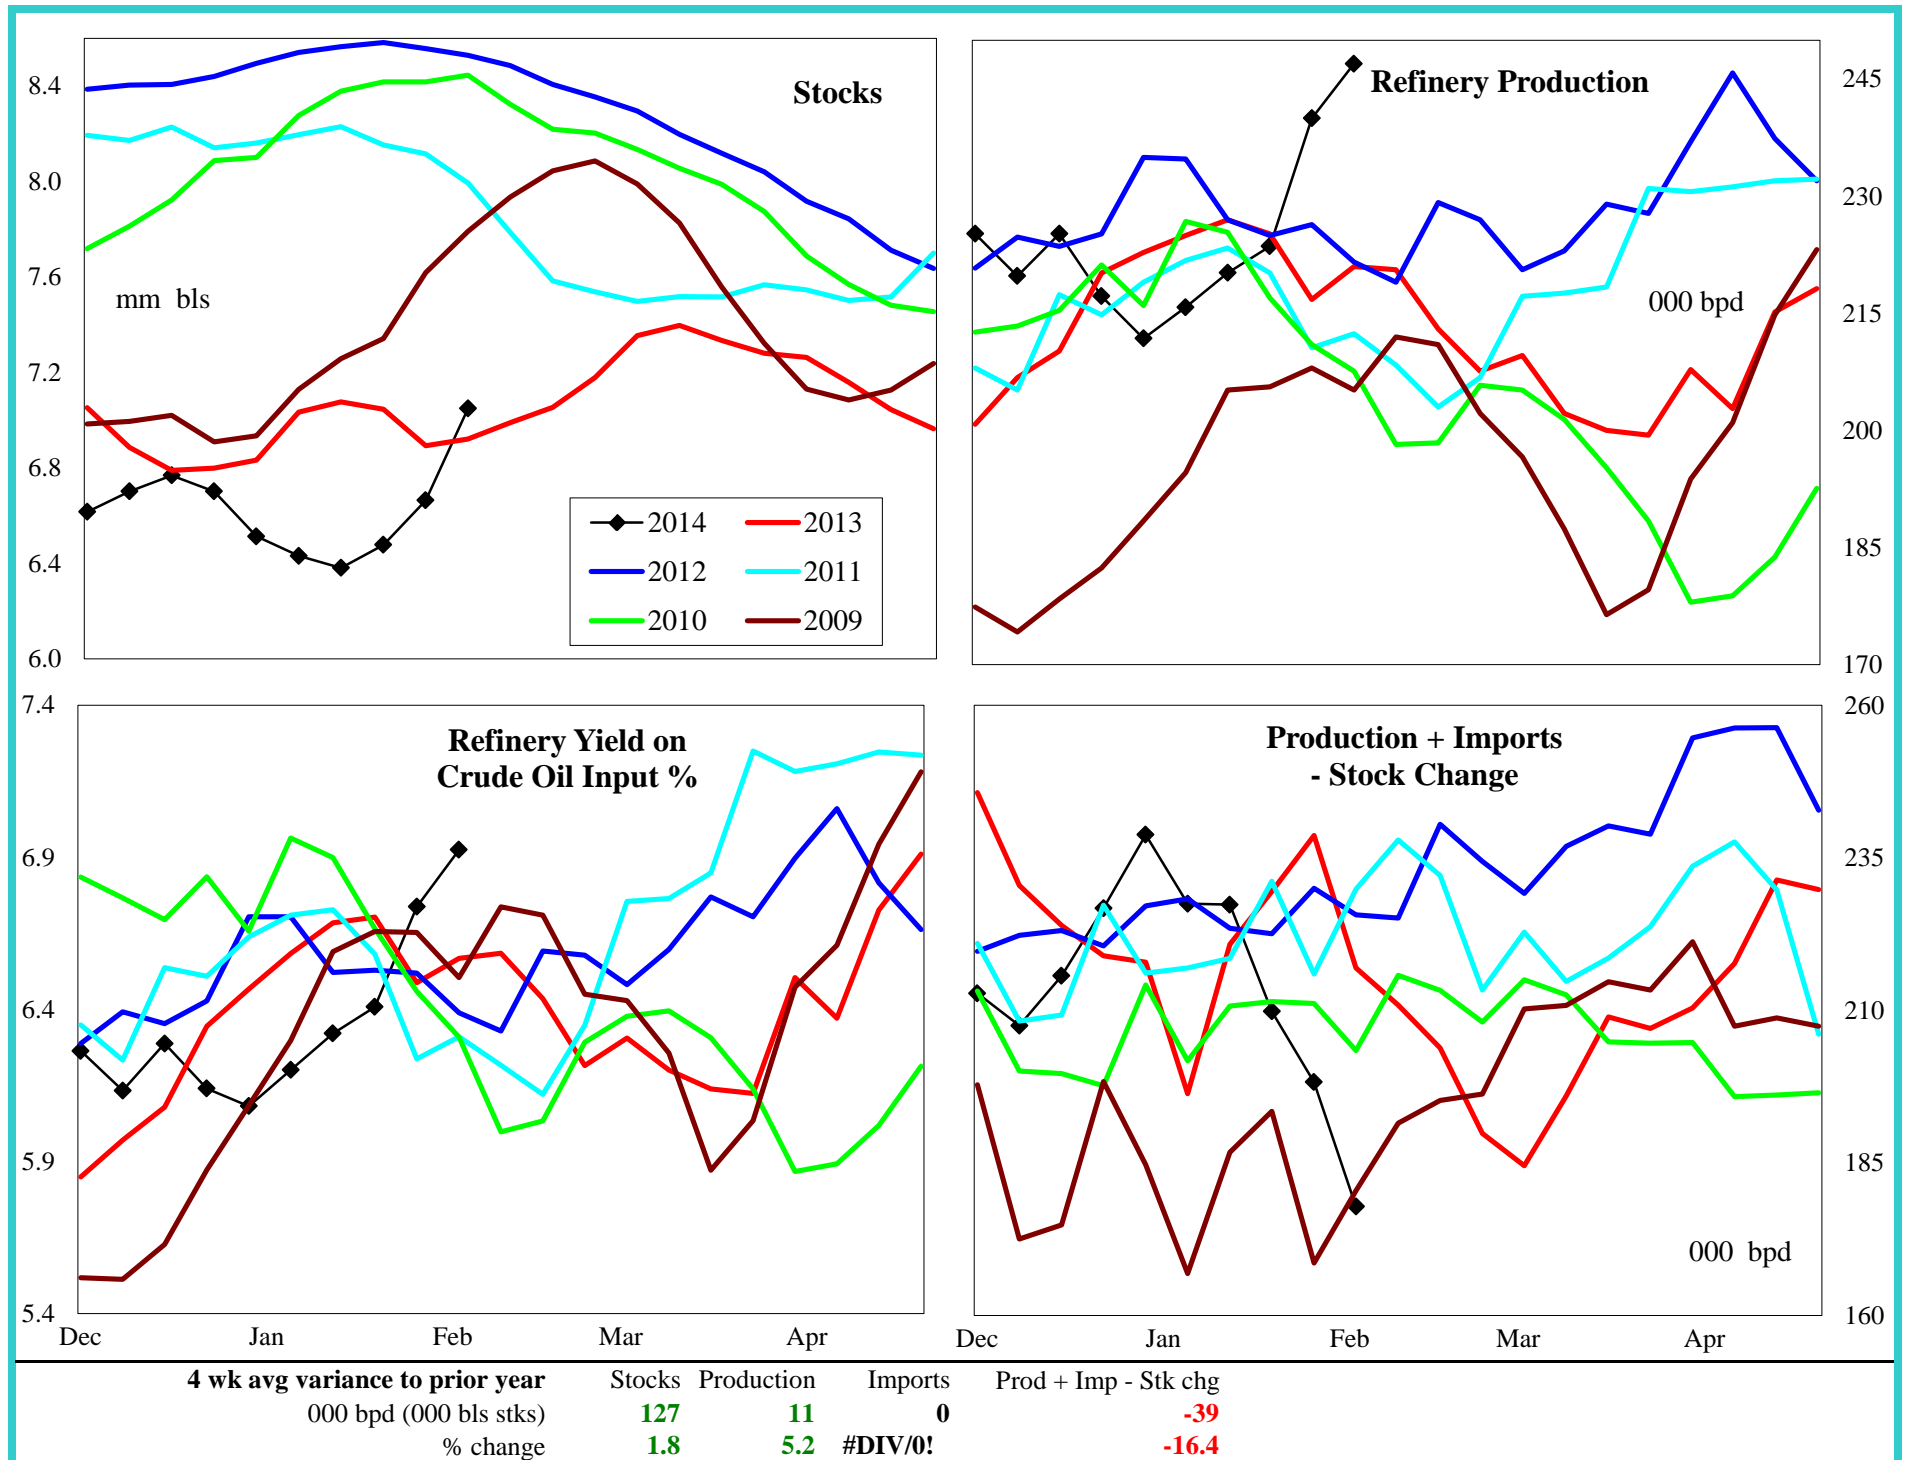 Stocks
8.4
8.0
7.6
7.2
6.8
6.4
6.0
mm bls
2014 2013
2012 2011
2010 2009
Refinery Production
245
230
215
200
185
170
000 bpd
Refinery Yield on
Crude Oil Input %
7.4
6.9
6.4
5.9
5.4
Dec Jan Feb Mar Apr
Production + Imports
- Stock Change
260
235
210
185
160
000 bpd
Dec Jan Feb Mar Apr
4 wk avg variance to prior year Stocks Production Imports Prod + Imp - Stk chg
000 bpd (000 bls stks) 127 11 0 -39
% change 1.8 5.2 #DIV/0! -16.4